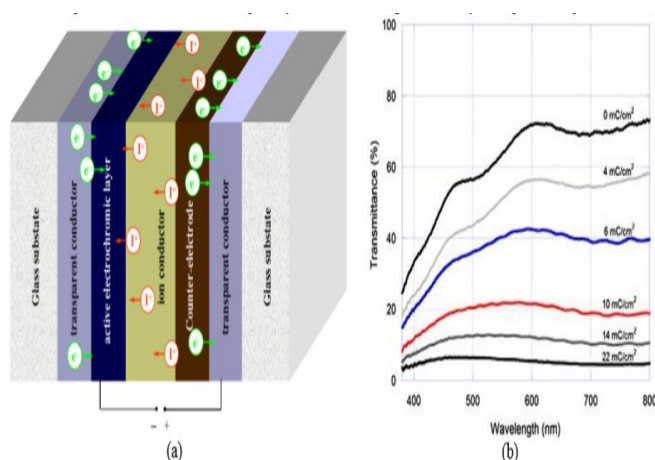 Glass substate
transparent conductor
active electrochromic layer
ion conductor
Counter-elelctrode
transparent conductor
Glass substate
e-
I+
- +
(a)
Transmittance (%)
100
80
60
40
20
0
0 mC/cm²
4 mC/cm²
6 mC/cm²
10 mC/cm²
14 mC/cm²
22 mC/cm²
400 500 600 700 800
Wavelength (nm)
(b)